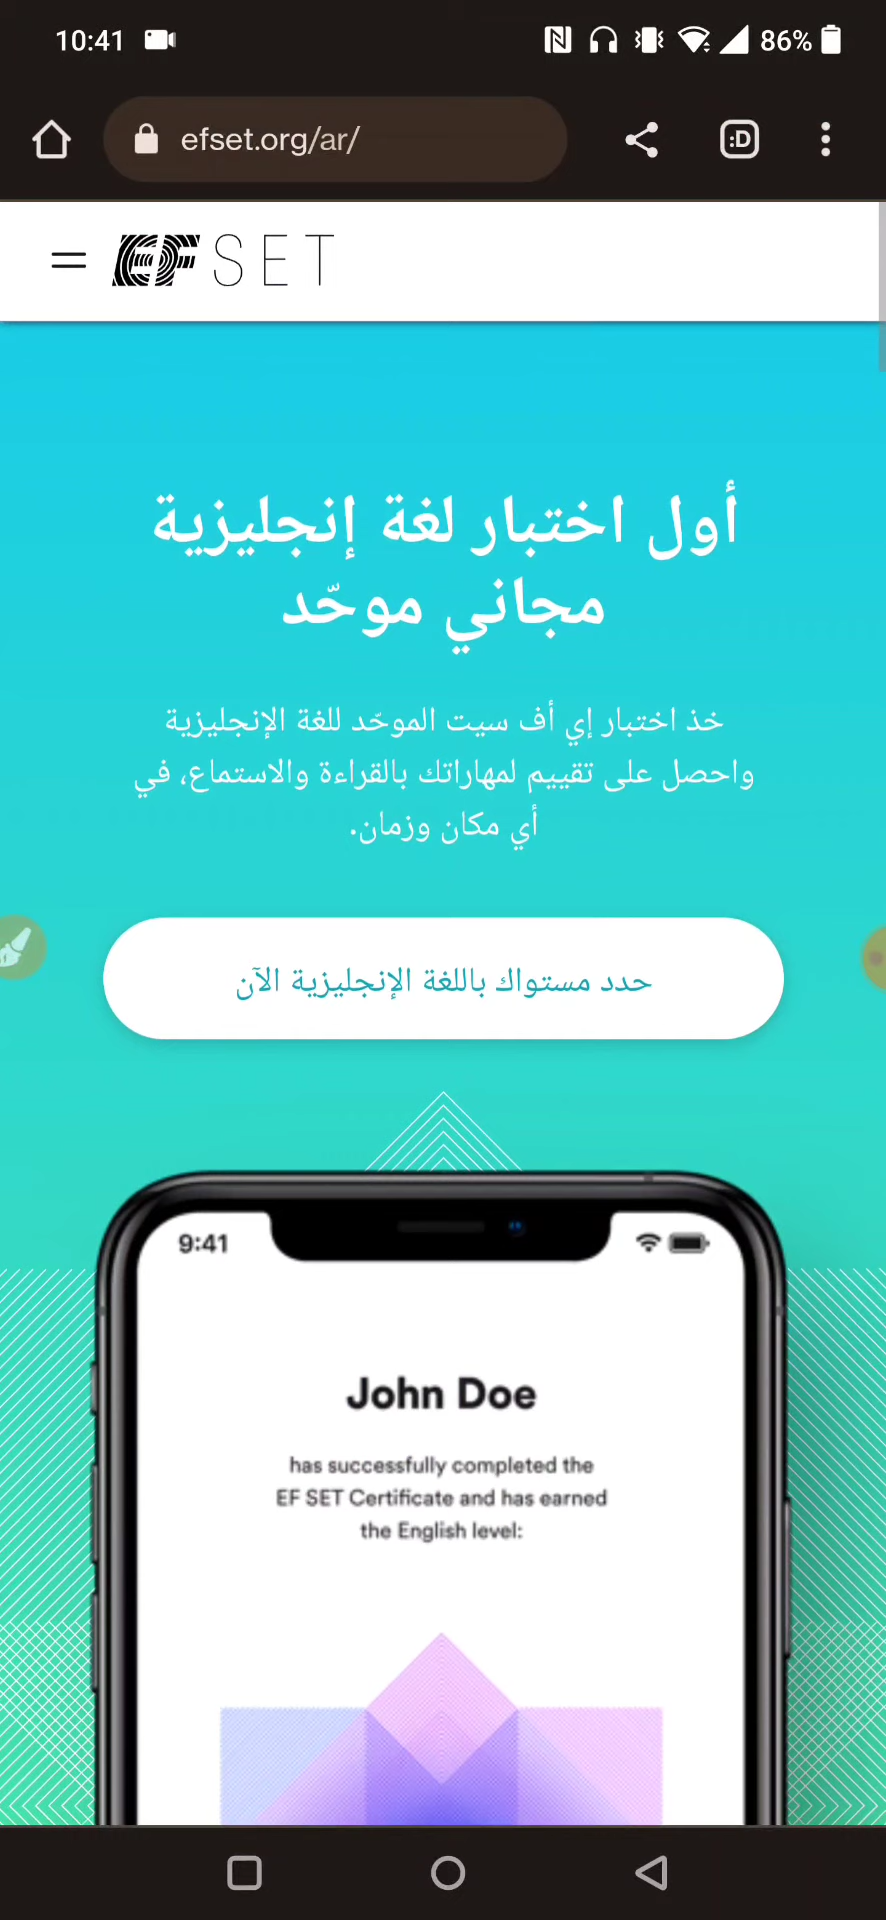 10:41
86%
efset.org/ar/
:D
EF SET
أول اختبار لغة إنجليزية
مجاني موحّد
خذ اختبار إي أف سيت الموحّد للغة الإنجليزية
واحصل على تقييم لمهاراتك بالقراءة والاستماع، في
أي مكان وزمان.
حدد مستواك باللغة الإنجليزية الآن
9:41
John Doe
has successfully completed the
EF SET Certificate and has earned
the English level: